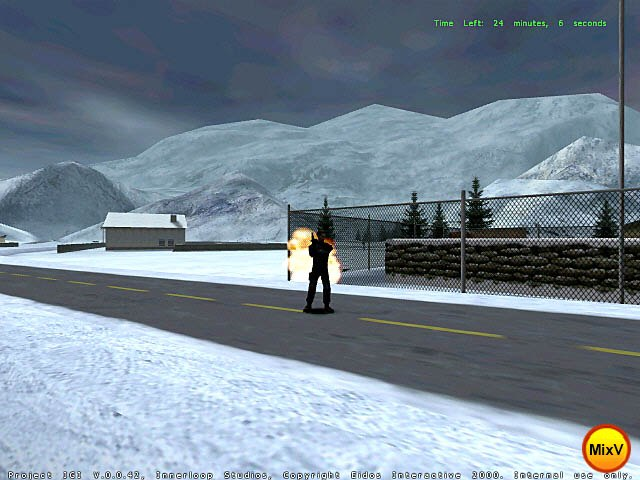 Time Left: 24 minutes, 6 seconds
MixV
Project IGI V.0.0.42, Innerloop Studios, Copyright Eidos Interactive 2000. Internal use only.